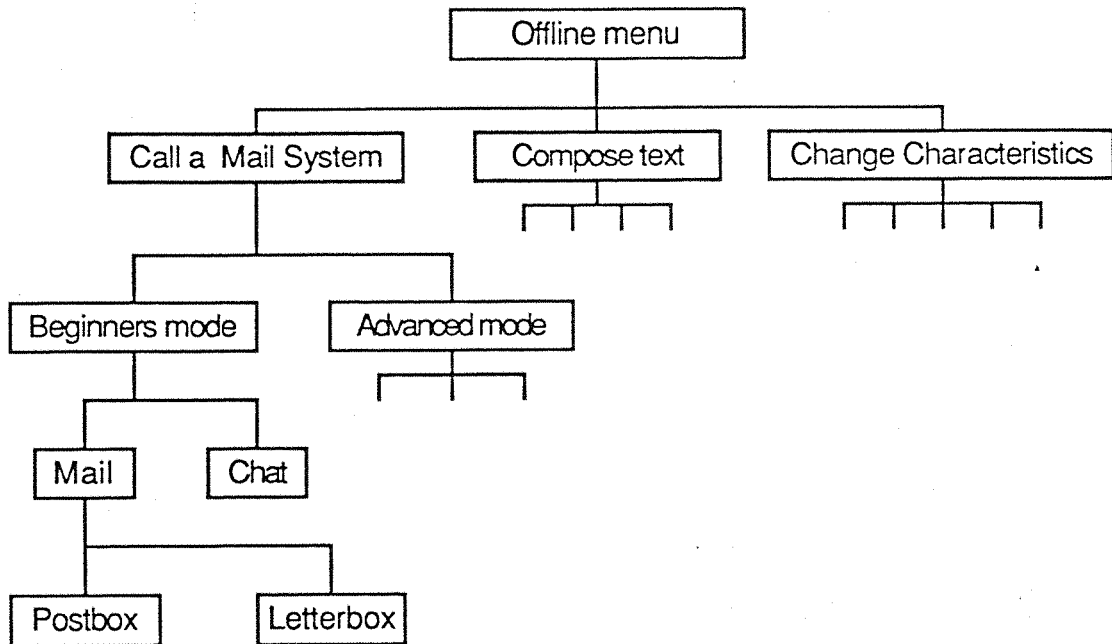 Offline menu
Call a Mail System
Compose text
Change Characteristics
Beginners mode
Advanced mode
Mail
Chat
Postbox
Letterbox